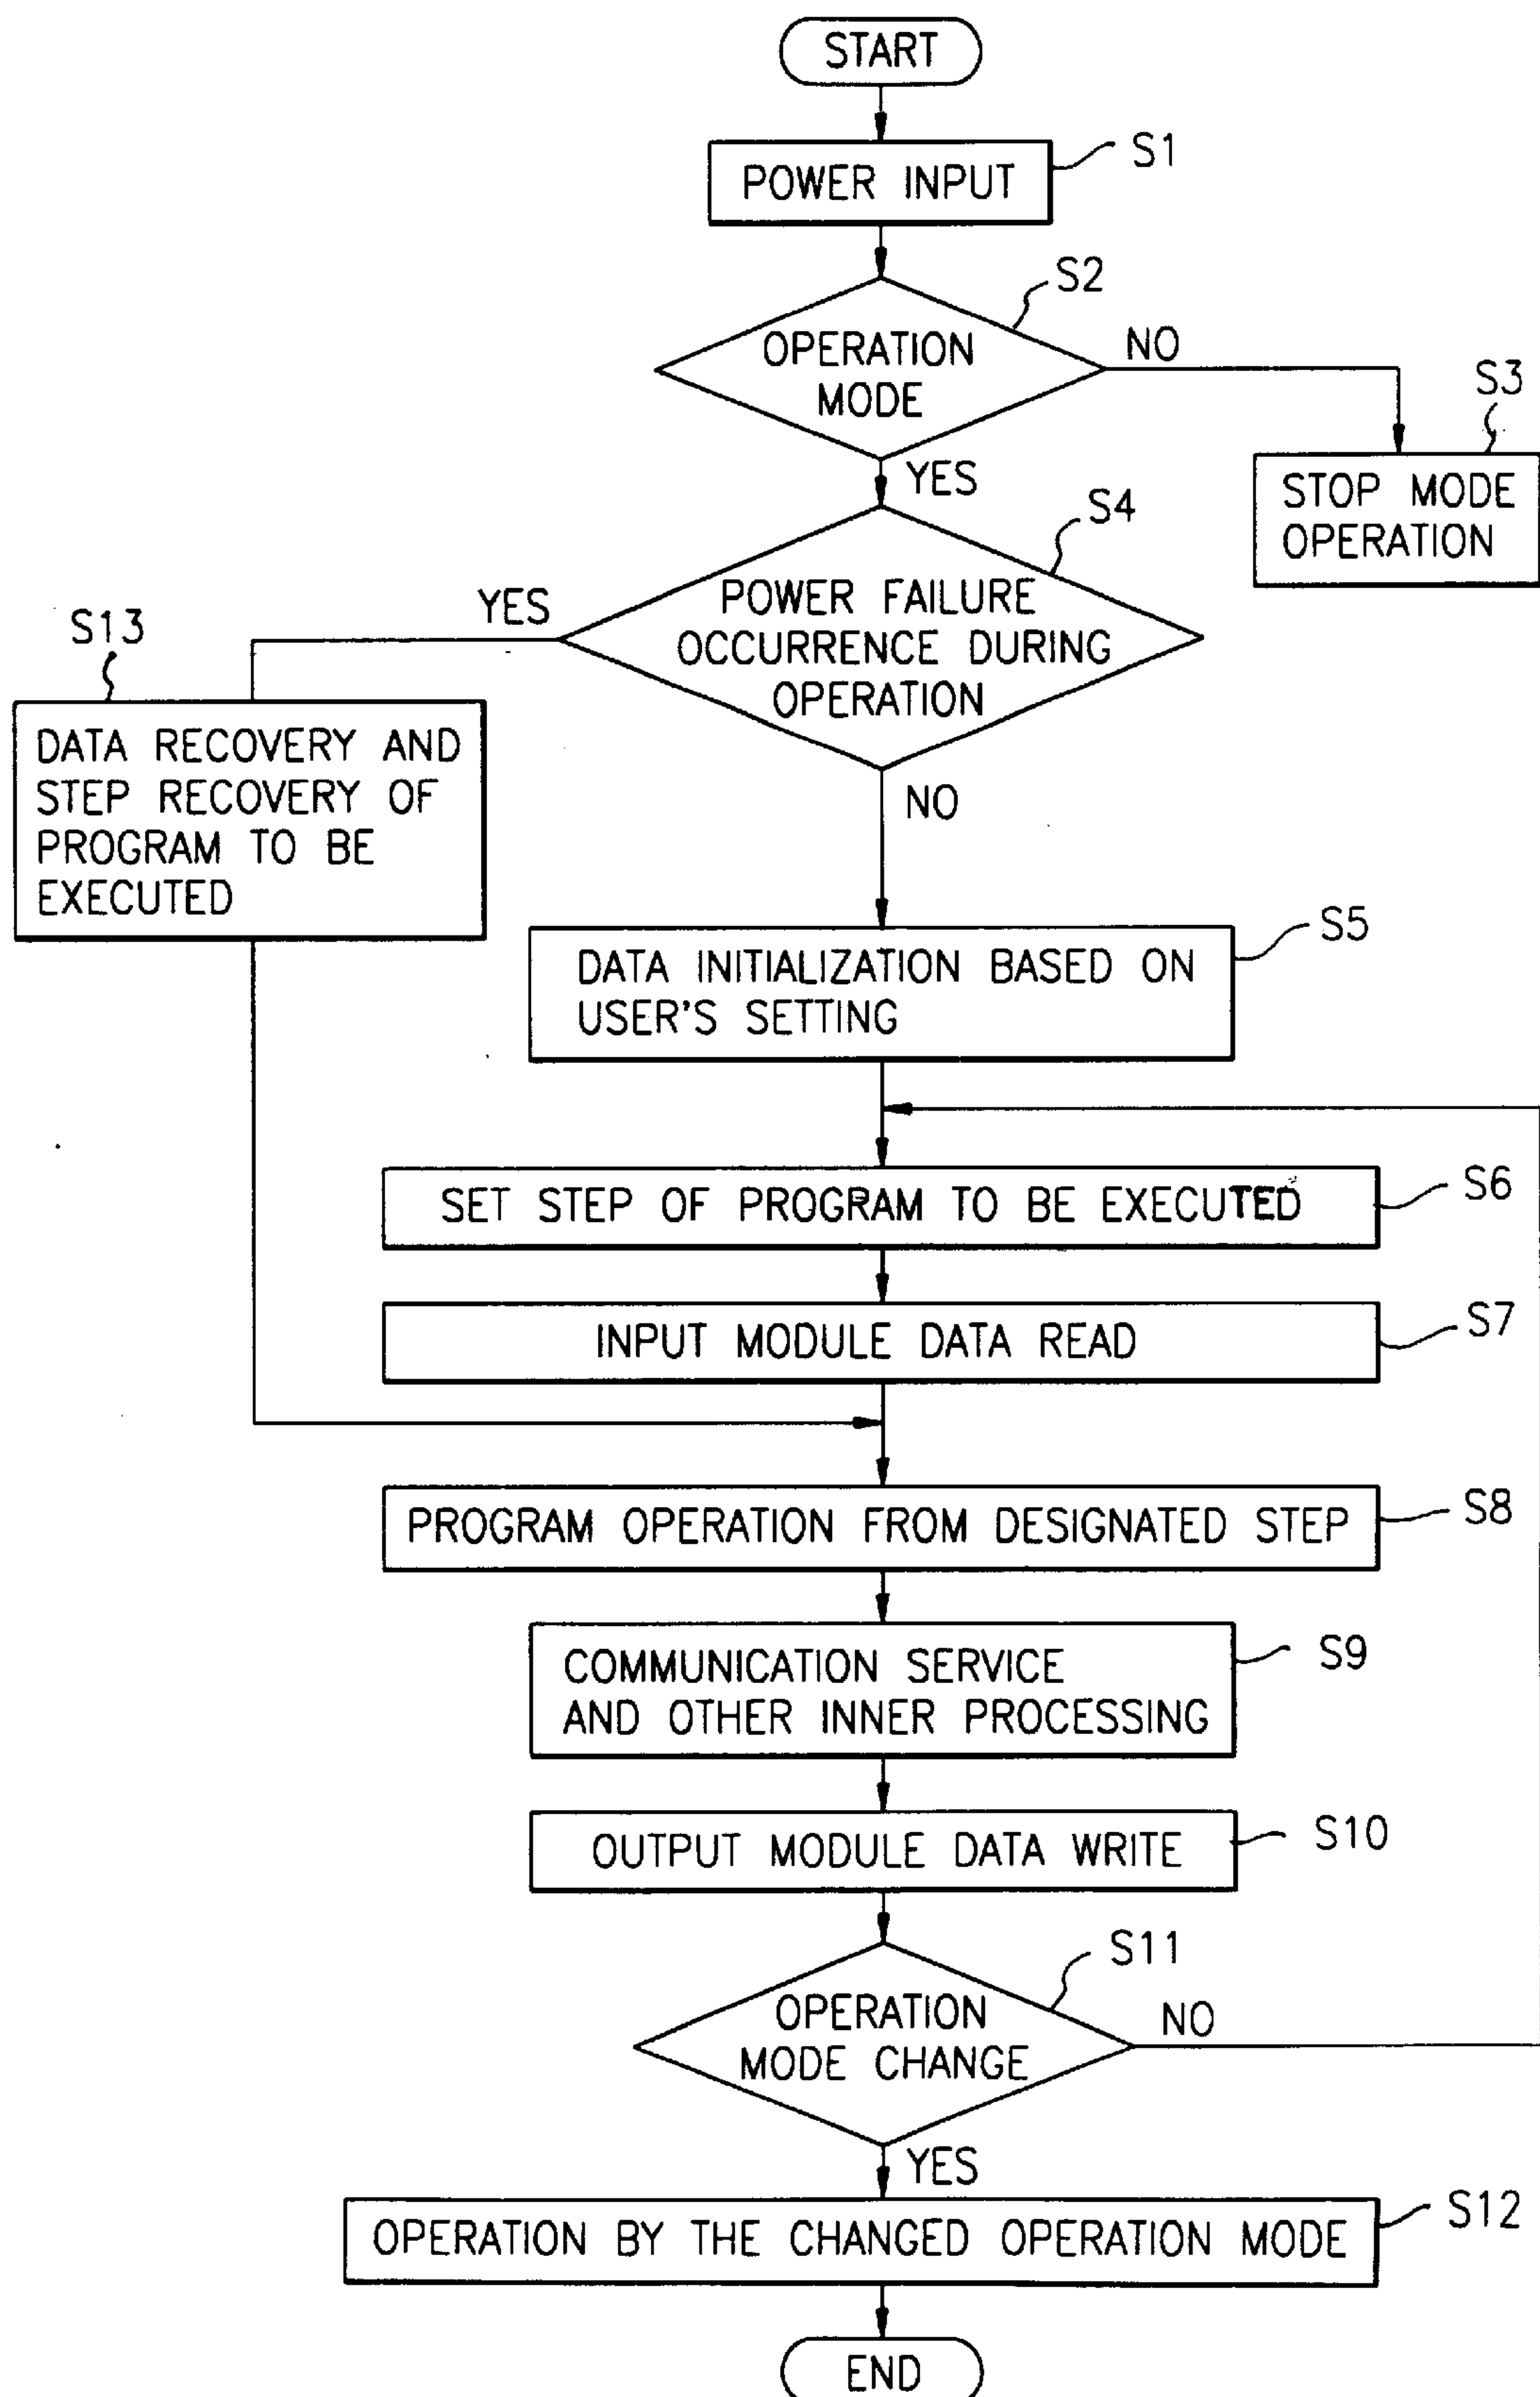 START
S1
POWER INPUT
S2
OPERATION
MODE
NO
S3
STOP MODE
OPERATION
YES
S4
POWER FAILURE
OCCURRENCE DURING
OPERATION
YES
S13
DATA RECOVERY AND
STEP RECOVERY OF
PROGRAM TO BE
EXECUTED
NO
S5
DATA INITIALIZATION BASED ON
USER'S SETTING
S6
SET STEP OF PROGRAM TO BE EXECUTED
S7
INPUT MODULE DATA READ
S8
PROGRAM OPERATION FROM DESIGNATED STEP
S9
COMMUNICATION SERVICE
AND OTHER INNER PROCESSING
S10
OUTPUT MODULE DATA WRITE
S11
OPERATION
MODE CHANGE
NO
YES
S12
OPERATION BY THE CHANGED OPERATION MODE
END